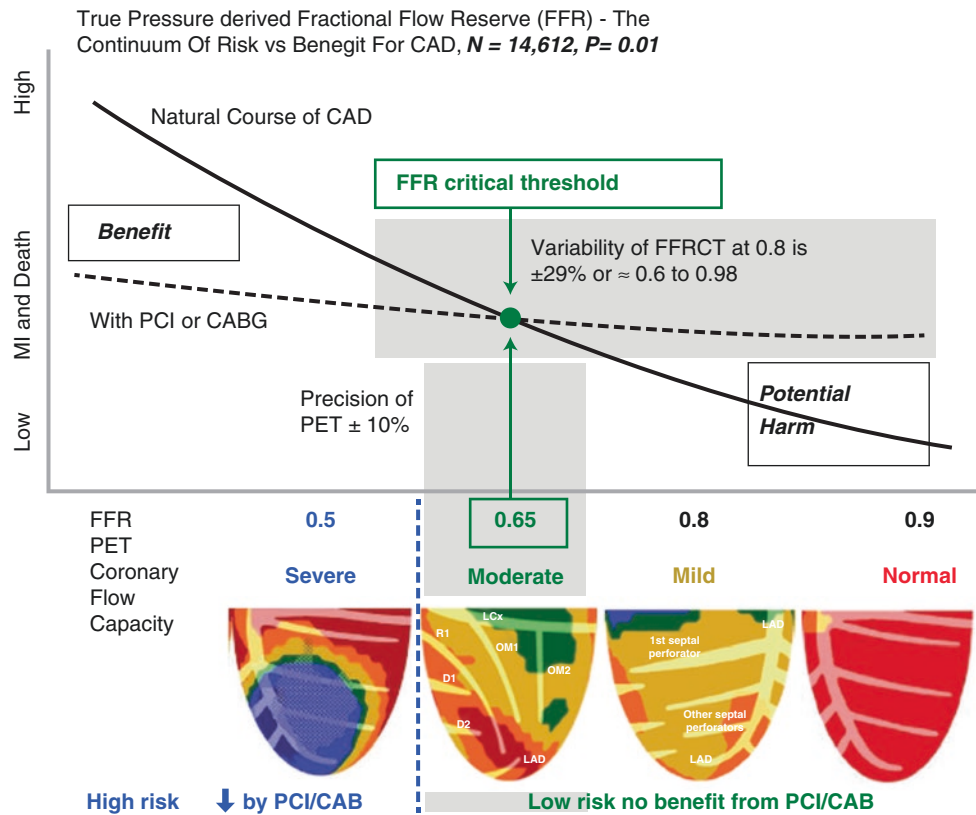 True Pressure derived Fractional Flow Reserve (FFR) - The
Continuum Of Risk vs Benegit For CAD, N = 14,612, P= 0.01
High
MI and Death
Low
Natural Course of CAD
FFR critical threshold
Benefit
Variability of FFRCT at 0.8 is
±29% or ≈ 0.6 to 0.98
With PCI or CABG
Precision of
PET ± 10%
Potential
Harm
FFR
0.5
0.65
0.8
0.9
PET
Coronary
Flow
Capacity
Severe
Moderate
Mild
Normal
LCx
R1
OM1
OM2
D1
D2
LAD
LAD
1st septal
perforator
Other septal
perforators
LAD
High risk ↓ by PCI/CAB
Low risk no benefit from PCI/CAB